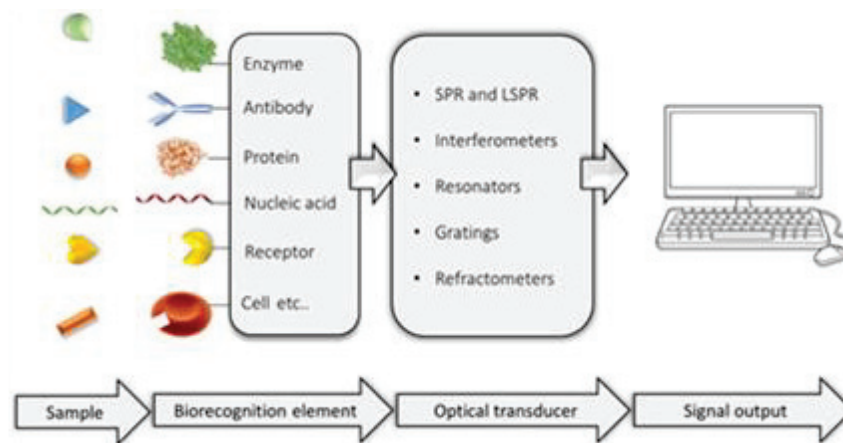 Enzyme
Antibody
Protein
Nucleic acid
Receptor
Cell etc..
• SPR and LSPR
• Interferometers
• Resonators
• Gratings
• Refractometers
Sample
Biorecognition element
Optical transducer
Signal output